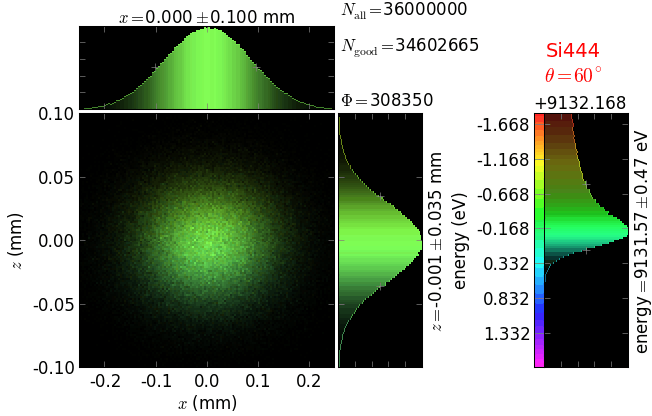 x = 0.000 ± 0.100 mm
N_all = 36000000
N_good = 34602665
Φ = 308350
Si444
θ = 60°
+9132.168
0.10
0.05
0.00
-0.05
-0.10
z (mm)
-0.2 -0.1 0.0 0.1 0.2
x (mm)
z = -0.001 ± 0.035 mm
energy (eV)
-1.668
-1.168
-0.668
-0.168
0.332
0.832
1.332
energy = 9131.57 ± 0.47 eV